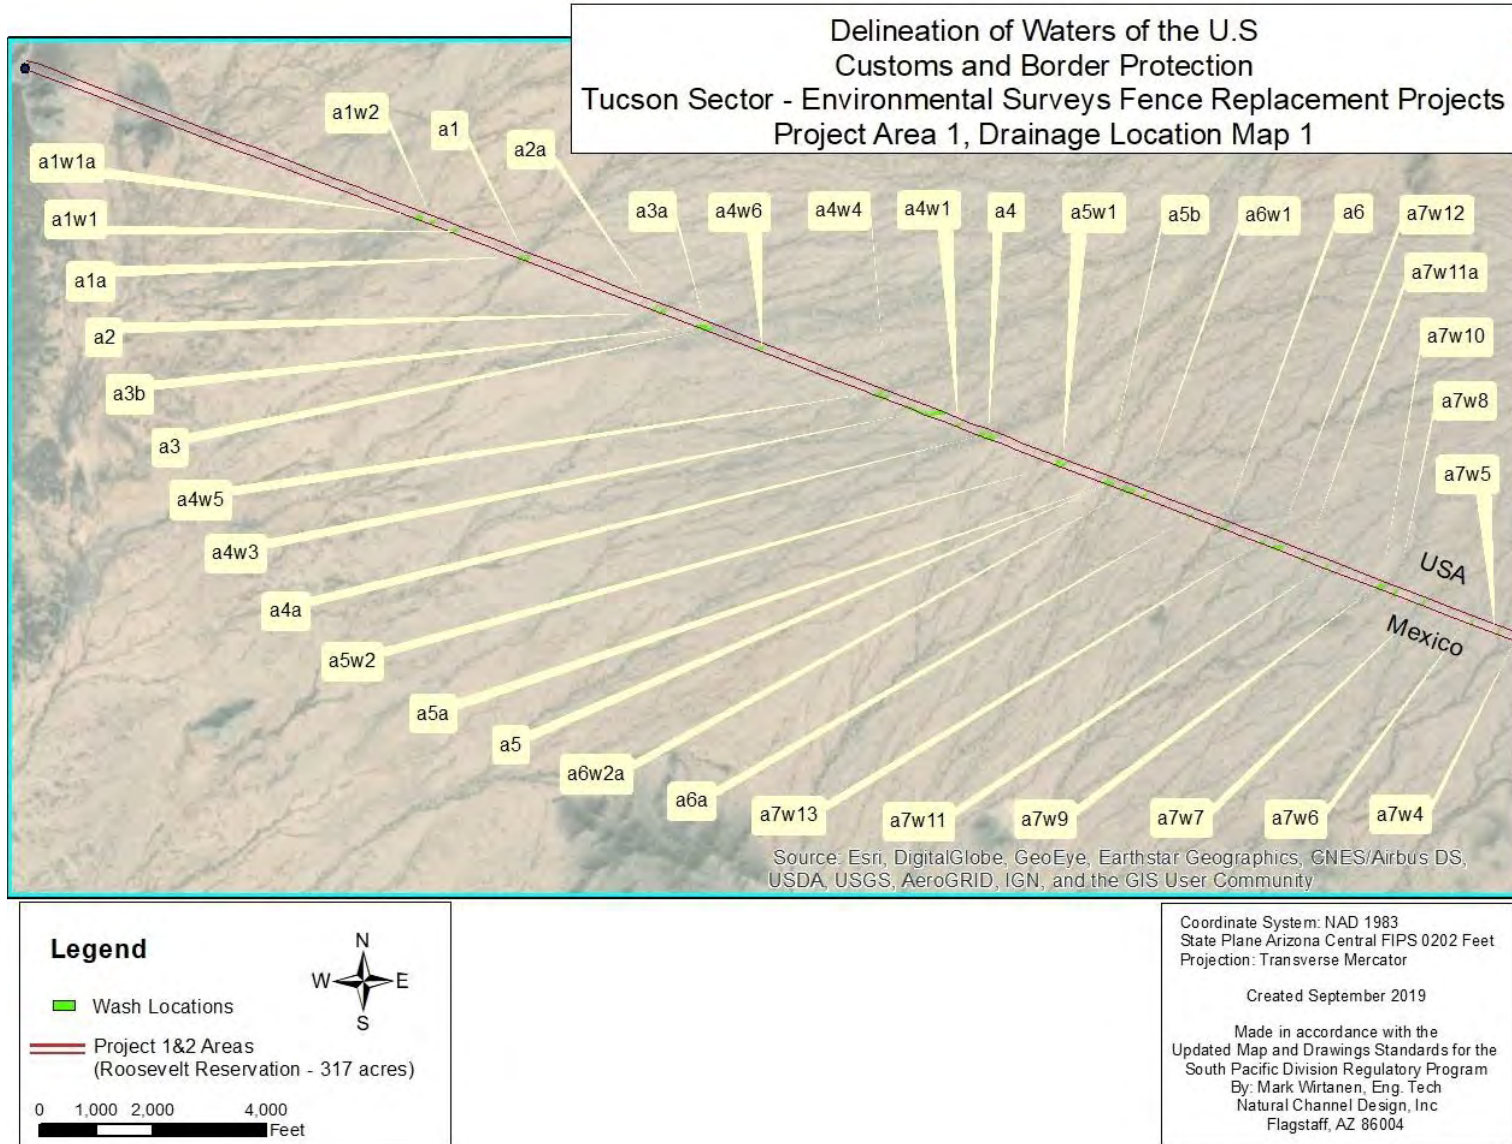 Delineation of Waters of the U.S
Customs and Border Protection
Tucson Sector - Environmental Surveys Fence Replacement Projects
Project Area 1, Drainage Location Map 1
a1w2
a1
a2a
a1w1a
a1w1
a1a
a2
a3b
a3
a4w5
a4w3
a4a
a5w2
a5a
a5
a6w2a
a6a
a7w13
a7w11
a7w9
a7w7
a7w6
a7w4
a3a
a4w6
a4w4
a4w1
a4
a5w1
a5b
a6w1
a6
a7w12
a7w11a
a7w10
a7w8
a7w5
USA
Mexico
Source: Esri, DigitalGlobe, GeoEye, Earthstar Geographics, CNES/Airbus DS,
USDA, USGS, AeroGRID, IGN, and the GIS User Community
Legend
N
W E
S
Wash Locations
Project 1&2 Areas
(Roosevelt Reservation - 317 acres)
0 1,000 2,000 4,000
Feet
Coordinate System: NAD 1983
State Plane Arizona Central FIPS 0202 Feet
Projection: Transverse Mercator
Created September 2019
Made in accordance with the
Updated Map and Drawings Standards for the
South Pacific Division Regulatory Program
By: Mark Wirtanen, Eng. Tech
Natural Channel Design, Inc
Flagstaff, AZ 86004